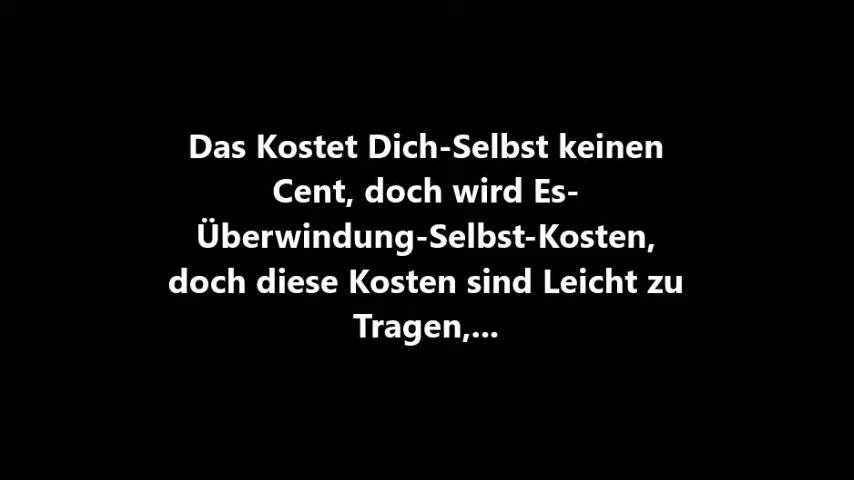 Das Kostet Dich-Selbst keinen
Cent, doch wird Es-
Überwindung-Selbst-Kosten,
doch diese Kosten sind Leicht zu
Tragen,...